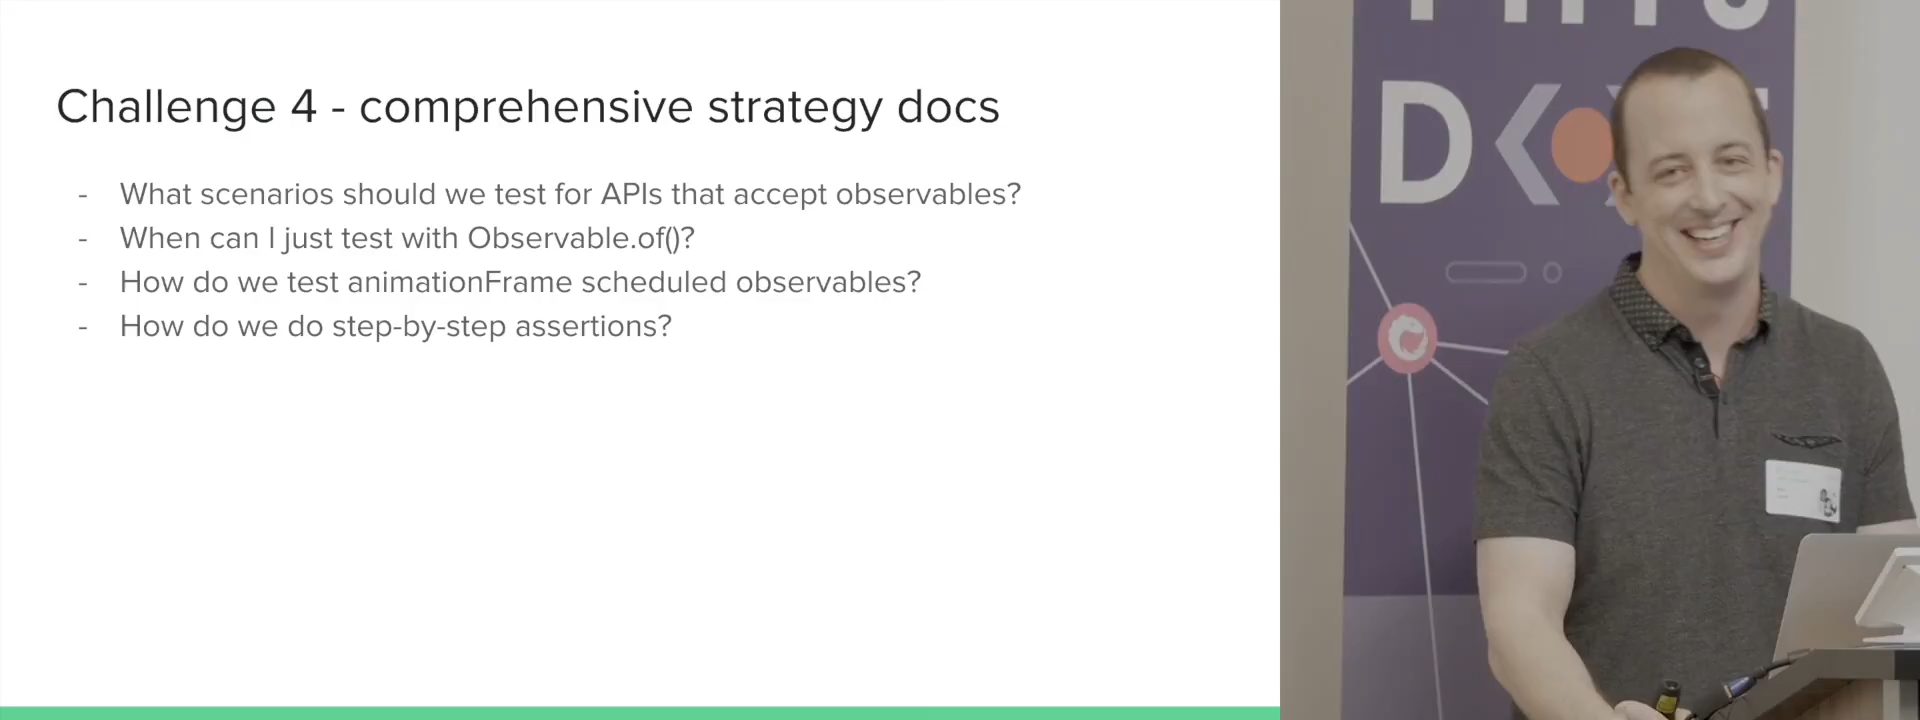 Challenge 4 - comprehensive strategy docs
- What scenarios should we test for APIs that accept observables?
- When can I just test with Observable.of()?
- How do we test animationFrame scheduled observables?
- How do we do step-by-step assertions?